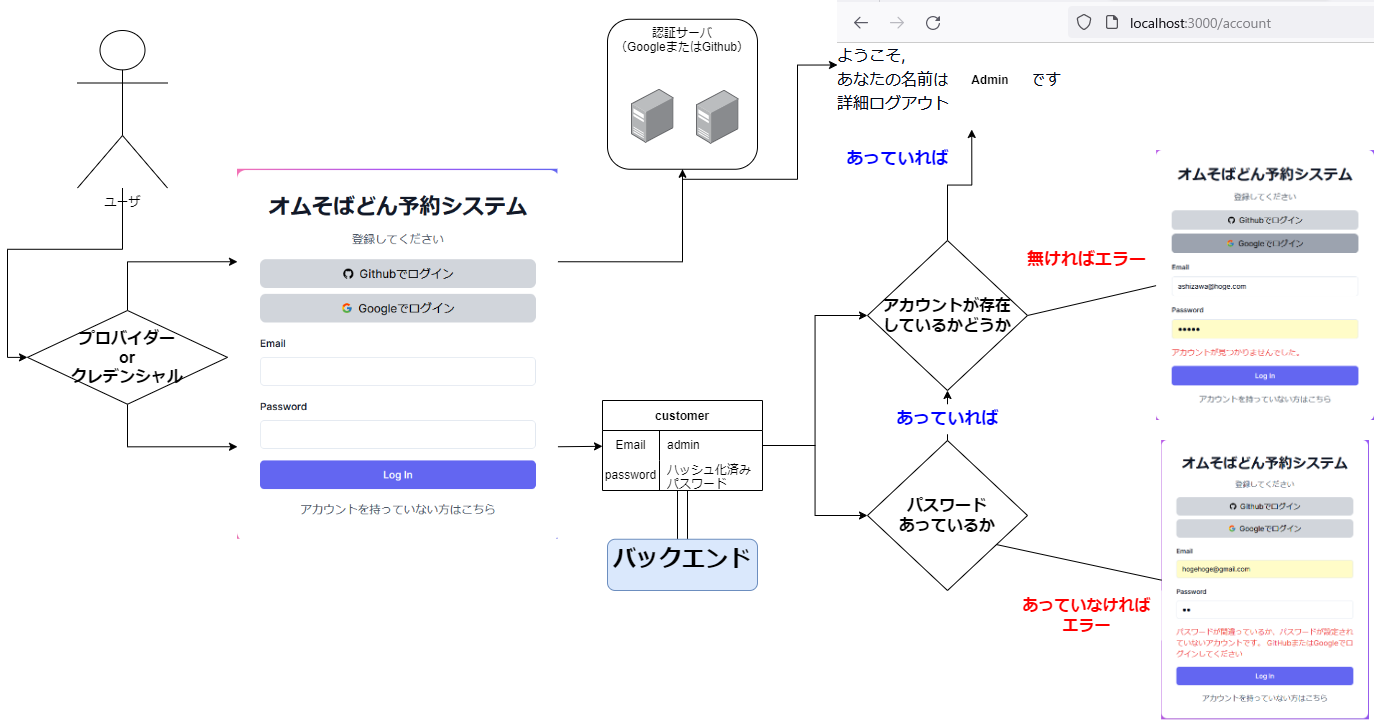 ユーザ
プロバイダー
or
クレデンシャル
オムそばどん予約システム
登録してください
Githubでログイン
Googleでログイン
Email
Password
Log In
アカウントを持っていない方はこちら
認証サーバ
（GoogleまたはGithub）
customer
Email
admin
password
ハッシュ化済み
パスワード
バックエンド
localhost:3000/account
ようこそ,
あなたの名前は Admin です
詳細ログアウト
あっていれば
アカウントが存在
しているかどうか
無ければエラー
あっていれば
パスワード
あっているか
あっていなければ
エラー
オムそばどん予約システム
登録してください
Githubでログイン
Googleでログイン
Email
ashizawa@hoge.com
Password
アカウントが見つかりませんでした。
Log In
アカウントを持っていない方はこちら
オムそばどん予約システム
登録してください
Githubでログイン
Googleでログイン
Email
hogehoge@gmail.com
Password
パスワードが間違っているか、パスワードが設定され
ていないアカウントです。 GitHubまたはGoogleでロ
グインしてください
Log In
アカウントを持っていない方はこちら